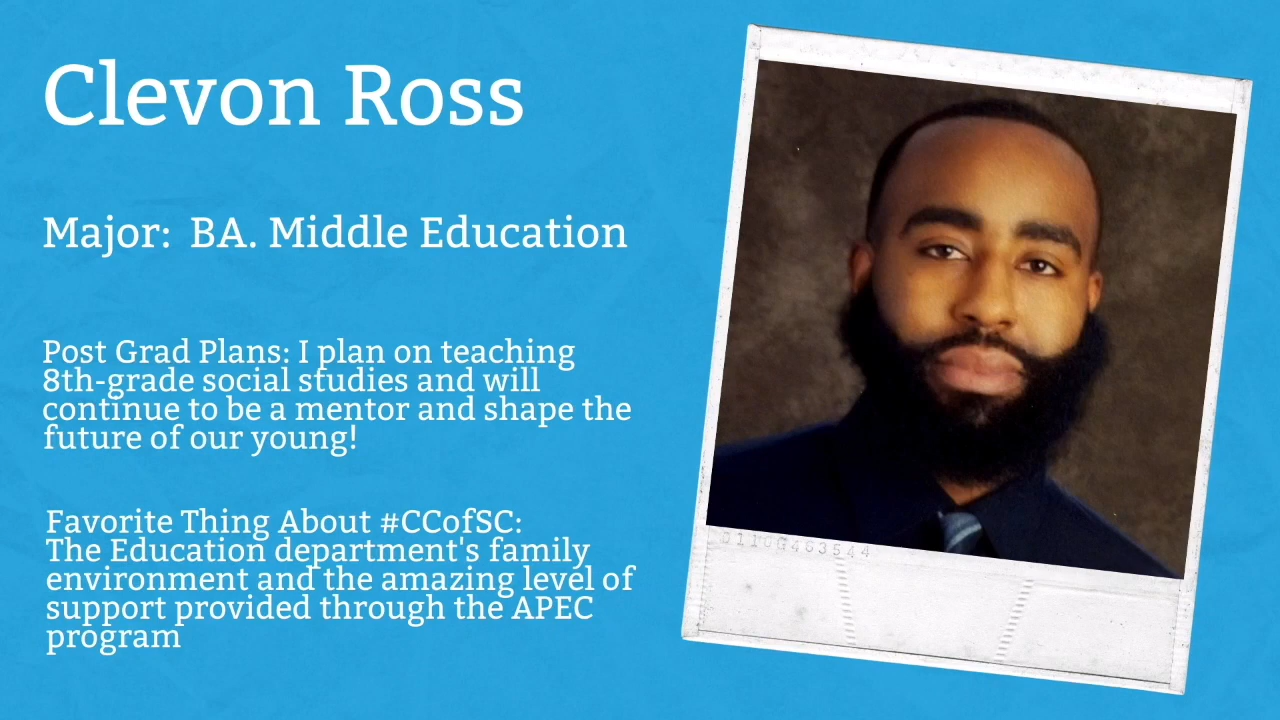 Clevon Ross
Major: BA. Middle Education
Post Grad Plans: I plan on teaching
8th-grade social studies and will
continue to be a mentor and shape the
future of our young!
Favorite Thing About #CCofSC:
The Education department's family
environment and the amazing level of
support provided through the APEC
program